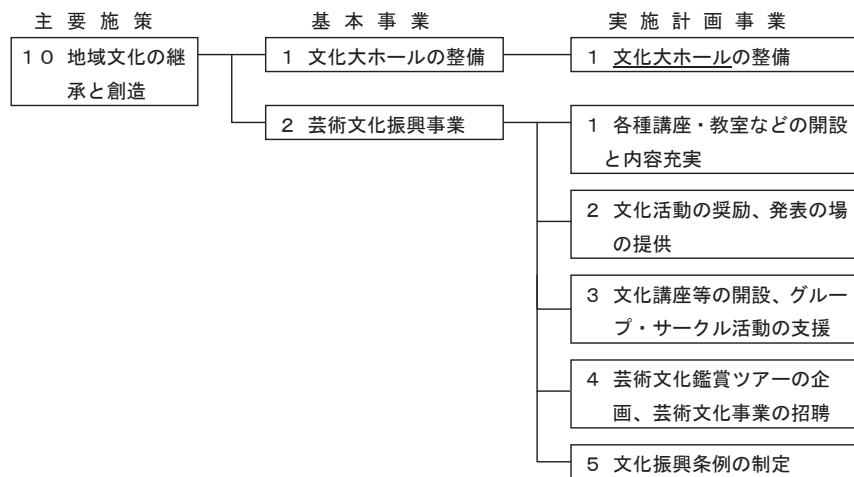 主要施策
基本事業
実施計画事業
１０ 地域文化の継
承と創造
１ 文化大ホールの整備
１ 文化大ホールの整備
２ 芸術文化振興事業
１ 各種講座・教室などの開設
と内容充実
２ 文化活動の奨励、発表の場
の提供
３ 文化講座等の開設、グルー
プ・サークル活動の支援
４ 芸術文化鑑賞ツアーの企
画、芸術文化事業の招聘
５ 文化振興条例の制定